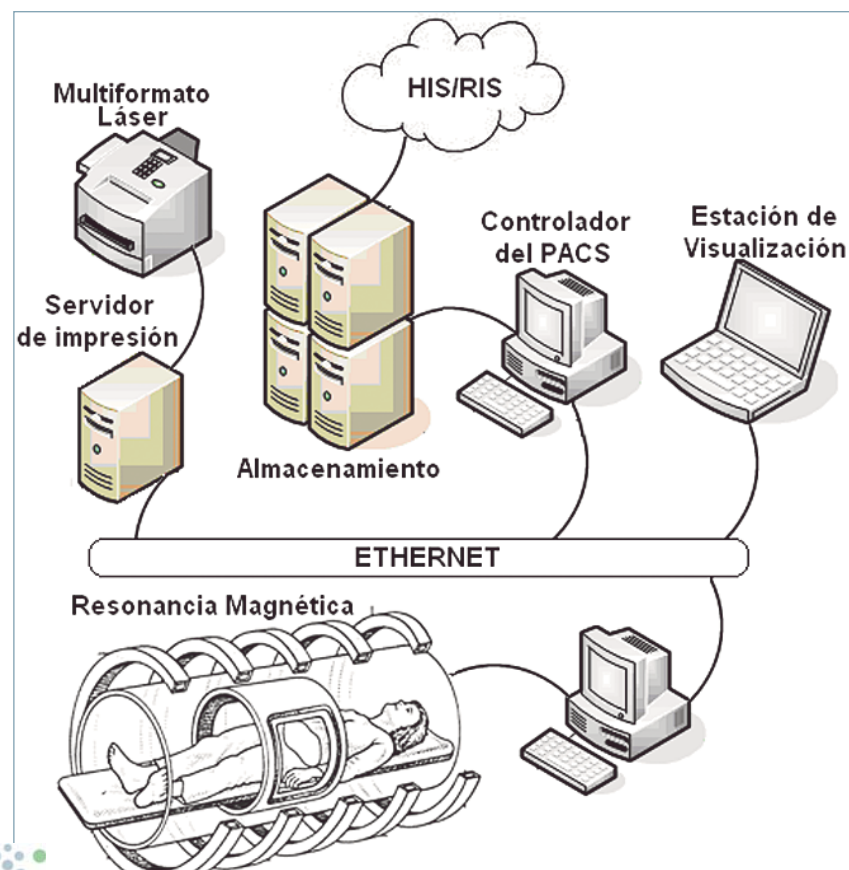 HIS/RIS
Multiformato
Láser
Controlador
del PACS
Estación de
Visualización
Servidor
de impresión
Almacenamiento
ETHERNET
Resonancia Magnética